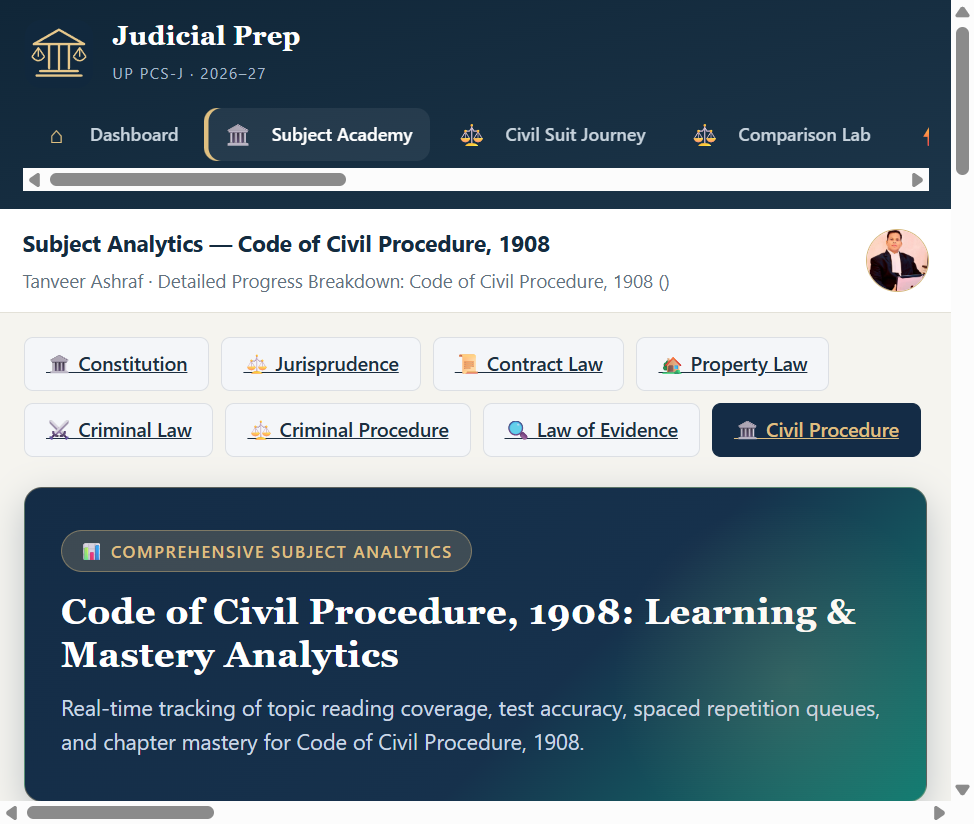 Judicial Prep
UP PCS-J · 2026–27
Dashboard
Subject Academy
Civil Suit Journey
Comparison Lab
Subject Analytics — Code of Civil Procedure, 1908
Tanveer Ashraf · Detailed Progress Breakdown: Code of Civil Procedure, 1908 ()
Constitution
Jurisprudence
Contract Law
Property Law
Criminal Law
Criminal Procedure
Law of Evidence
Civil Procedure
COMPREHENSIVE SUBJECT ANALYTICS
Code of Civil Procedure, 1908: Learning &
Mastery Analytics
Real-time tracking of topic reading coverage, test accuracy, spaced repetition queues,
and chapter mastery for Code of Civil Procedure, 1908.